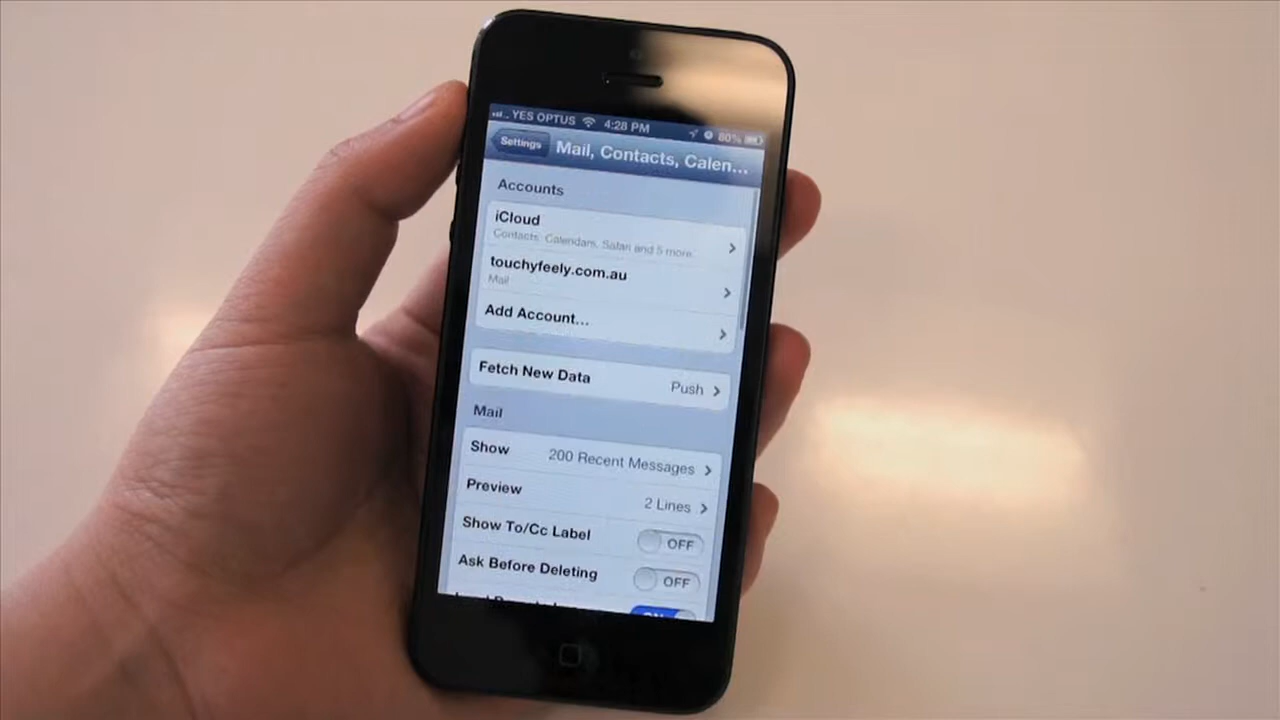 YES OPTUS 4:28 PM 80%
Settings Mail, Contacts, Calen...
Accounts
iCloud
Contacts, Calendars, Safari and 5 more...
touchyfeely.com.au
Mail
Add Account...
Fetch New Data Push
Mail
Show 200 Recent Messages
Preview 2 Lines
Show To/Cc Label OFF
Ask Before Deleting OFF
ON